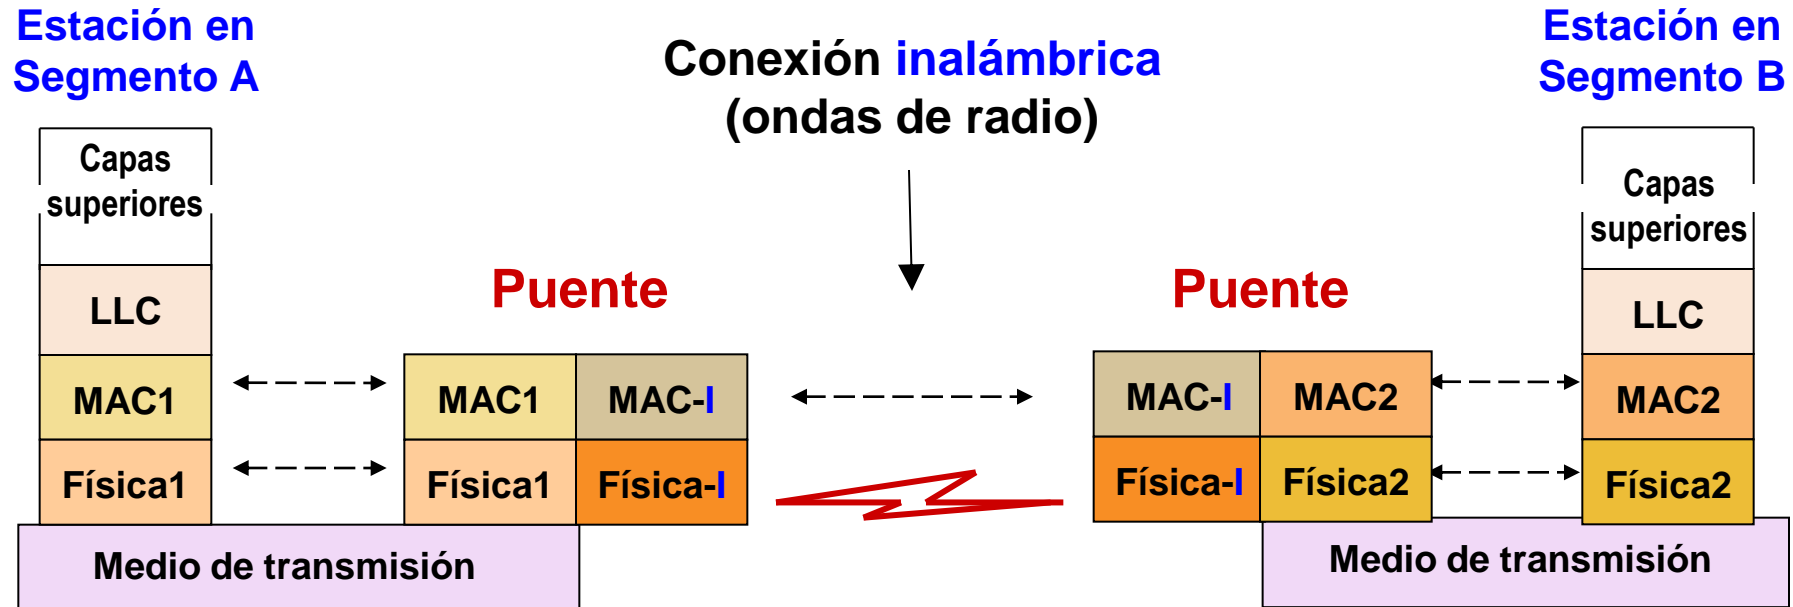 Estación en
Segmento A
Conexión inalámbrica
(ondas de radio)
Estación en
Segmento B
Capas
superiores
LLC
MAC1
Física1
Puente
MAC1
MAC-I
Física1
Física-I
Medio de transmisión
Puente
MAC-I
MAC2
Física-I
Física2
Capas
superiores
LLC
MAC2
Física2
Medio de transmisión